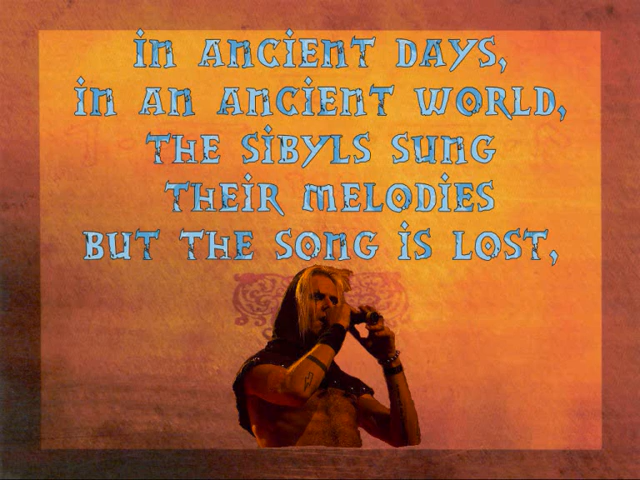 IN ANCIENT DAYS,
IN AN ANCIENT WORLD,
THE SIBYLS SUNG
THEIR MELODIES
BUT THE SONG IS LOST,